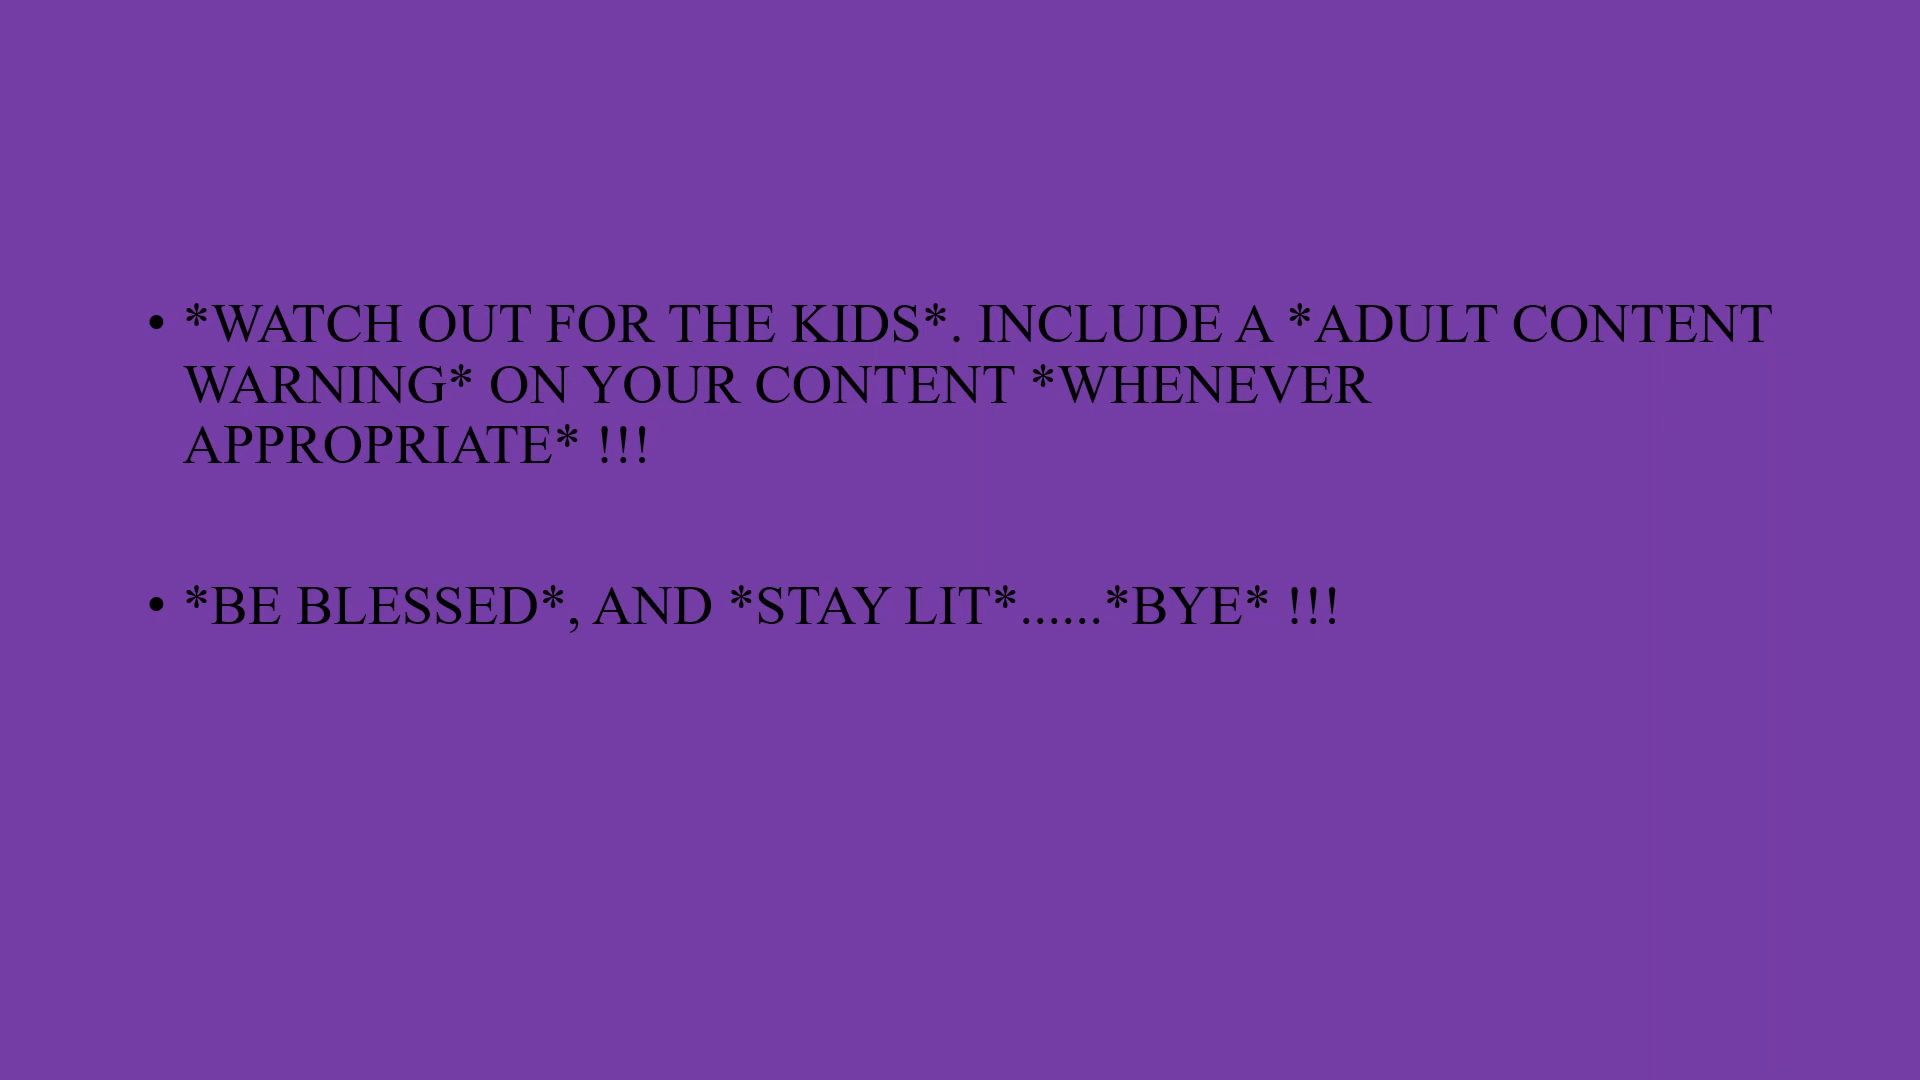 • *WATCH OUT FOR THE KIDS*. INCLUDE A *ADULT CONTENT
WARNING* ON YOUR CONTENT *WHENEVER
APPROPRIATE* !!!
• *BE BLESSED*, AND *STAY LIT*......*BYE* !!!